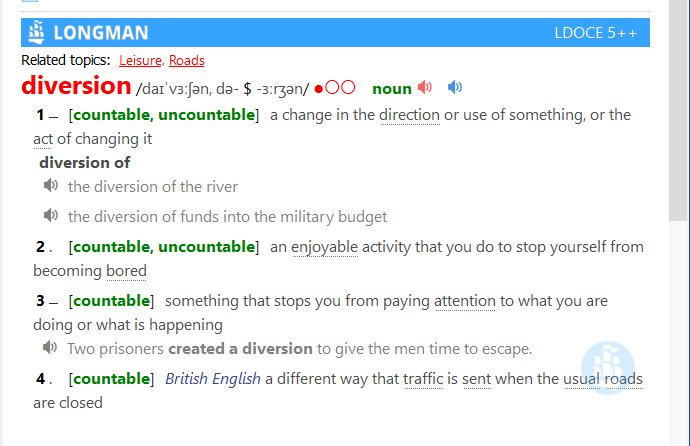 LONGMAN LDOCE 5++
Related topics: Leisure, Roads
diversion /daɪˈvɜːʃən, də- $ -ɜːrʒən/ ●○○ noun
1 – [countable, uncountable] a change in the direction or use of something, or the
act of changing it
diversion of
the diversion of the river
the diversion of funds into the military budget
2 . [countable, uncountable] an enjoyable activity that you do to stop yourself from
becoming bored
3 – [countable] something that stops you from paying attention to what you are
doing or what is happening
Two prisoners created a diversion to give the men time to escape.
4 . [countable] British English a different way that traffic is sent when the usual roads
are closed